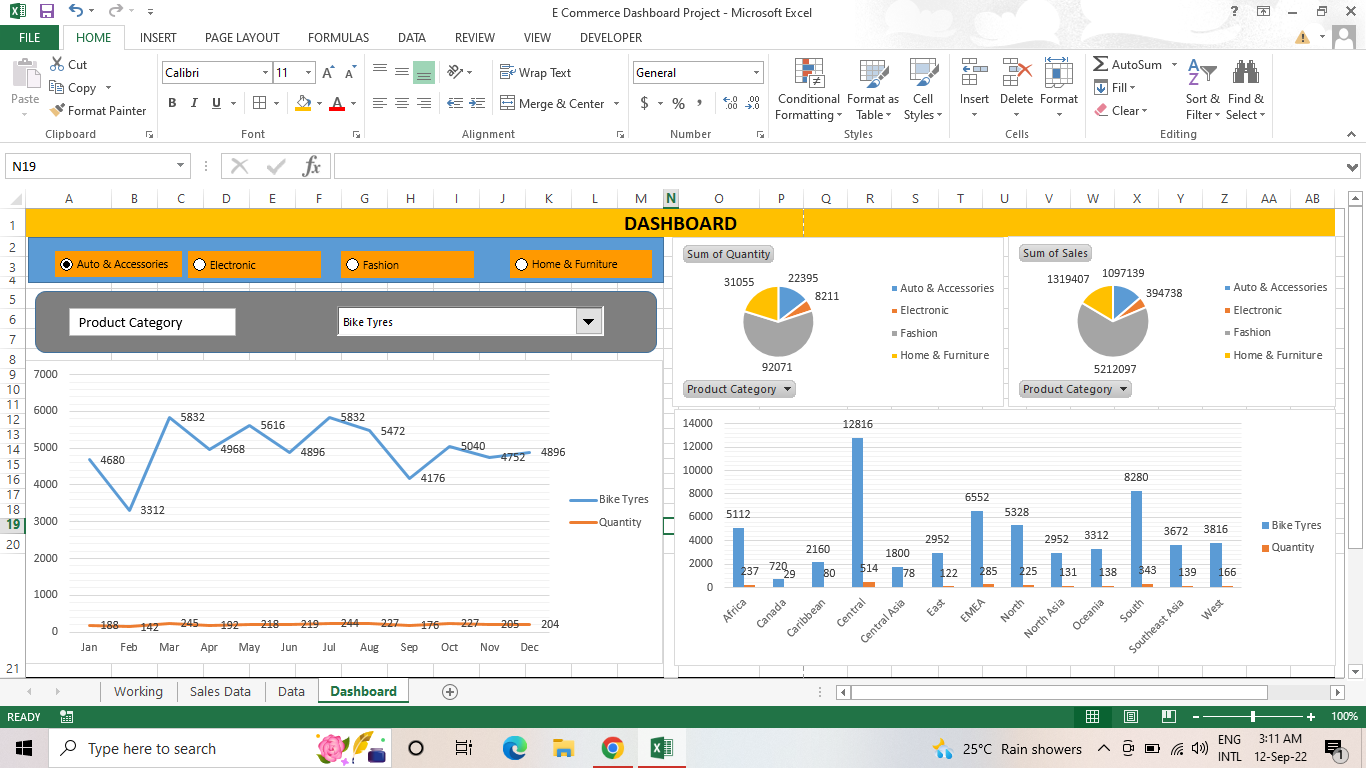 E Commerce Dashboard Project - Microsoft Excel
FILE HOME INSERT PAGE LAYOUT FORMULAS DATA REVIEW VIEW DEVELOPER
Paste
Cut
Copy
Format Painter
Clipboard
Calibri 11
B I U
Font
Wrap Text
Merge & Center
Alignment
General
$ % ,
Number
Conditional Formatting
Format as Table
Cell Styles
Styles
Insert Delete Format
Cells
AutoSum
Fill
Clear
Sort & Filter
Find & Select
Editing
N19
fx
A B C D E F G H I J K L M N O P Q R S T U V W X Y Z AA AB
1
2
3
4
5
6
7
8
9
10
11
12
13
14
15
16
17
18
19
20
21
DASHBOARD
Auto & Accessories Electronic Fashion Home & Furniture
Product Category Bike Tyres
7000
6000
5000
4000
3000
2000
1000
0
4680 3312 5832 4968 5616 4896 5832 5472 4176 5040 4752 4896
188 142 245 192 218 219 244 227 176 227 205 204
Jan Feb Mar Apr May Jun Jul Aug Sep Oct Nov Dec
Bike Tyres
Quantity
Sum of Quantity
31055 22395
8211
92071
Auto & Accessories
Electronic
Fashion
Home & Furniture
Product Category
Sum of Sales
1319407 1097139
394738
5212097
Auto & Accessories
Electronic
Fashion
Home & Furniture
Product Category
14000
12000
10000
8000
6000
4000
2000
0
5112 720 2160 12816 1800 2952 6552 5328 2952 3312 8280 3672 3816
237 29 80 514 78 122 285 225 131 138 343 139 166
Africa Canada Caribbean Central Central Asia East EMEA North North Asia Oceania South Southeast Asia West
Bike Tyres
Quantity
Working Sales Data Data Dashboard
READY 100%
Type here to search
25°C Rain showers
ENG
INTL
3:11 AM
12-Sep-22
1